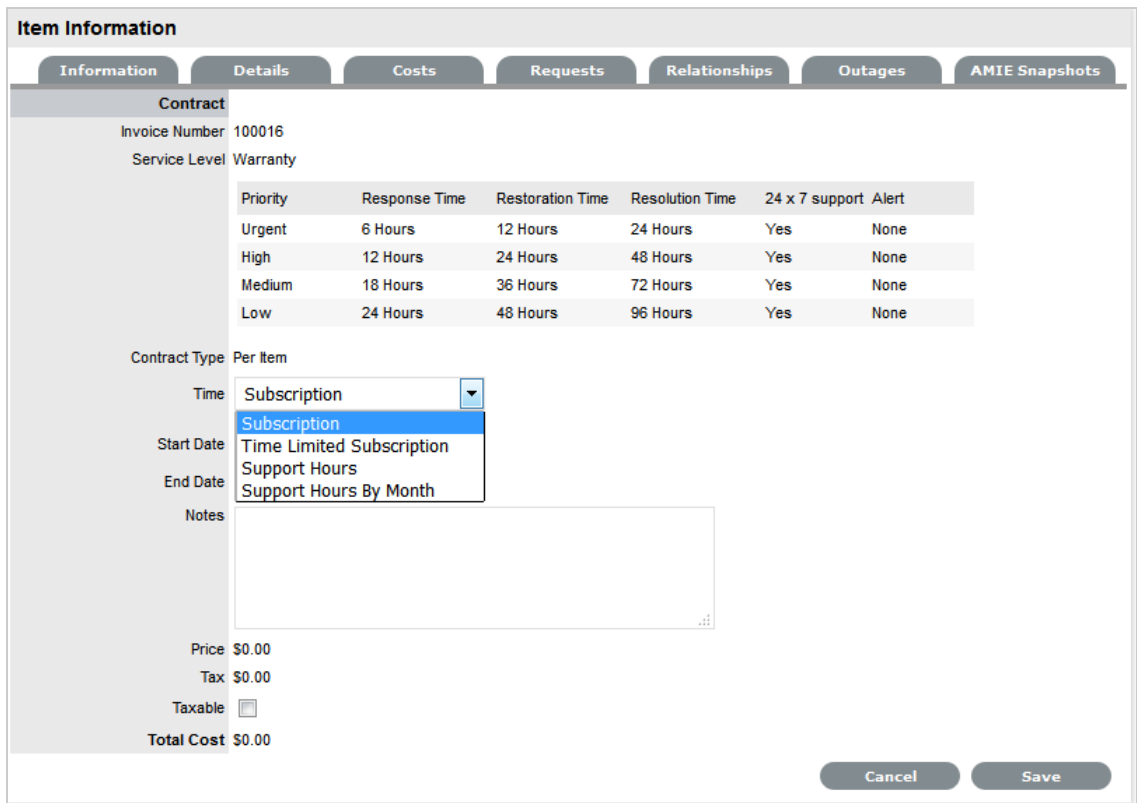 Item Information
Information Details Costs Requests Relationships Outages AMIE Snapshots
Contract
Invoice Number 100016
Service Level Warranty
Priority Response Time Restoration Time Resolution Time 24 x 7 support Alert
Urgent 6 Hours 12 Hours 24 Hours Yes None
High 12 Hours 24 Hours 48 Hours Yes None
Medium 18 Hours 36 Hours 72 Hours Yes None
Low 24 Hours 48 Hours 96 Hours Yes None
Contract Type Per Item
Time Subscription
Subscription
Start Date Time Limited Subscription
Support Hours
End Date Support Hours By Month
Notes
Price $0.00
Tax $0.00
Taxable
Total Cost $0.00
Cancel Save